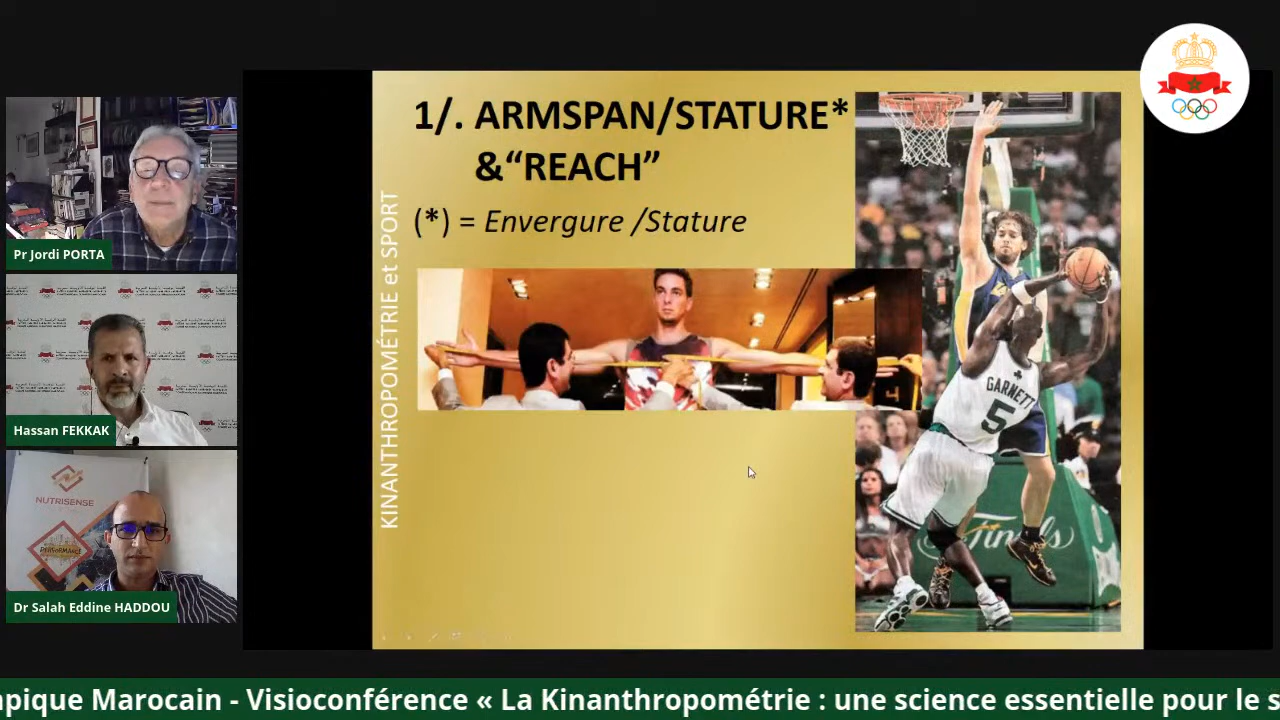 1/. ARMSPAN/STATURE*
&“REACH”
(*) = Envergure /Stature
KINANTHROPOMÉTRIE et SPORT
GARNETT
5
Finals
Pr Jordi PORTA
Hassan FEKKAK
NUTRISENSE
PERFORMANCE
Dr Salah Eddine HADDOU
pique Marocain - Visioconférence « La Kinanthropométrie : une science essentielle pour le s